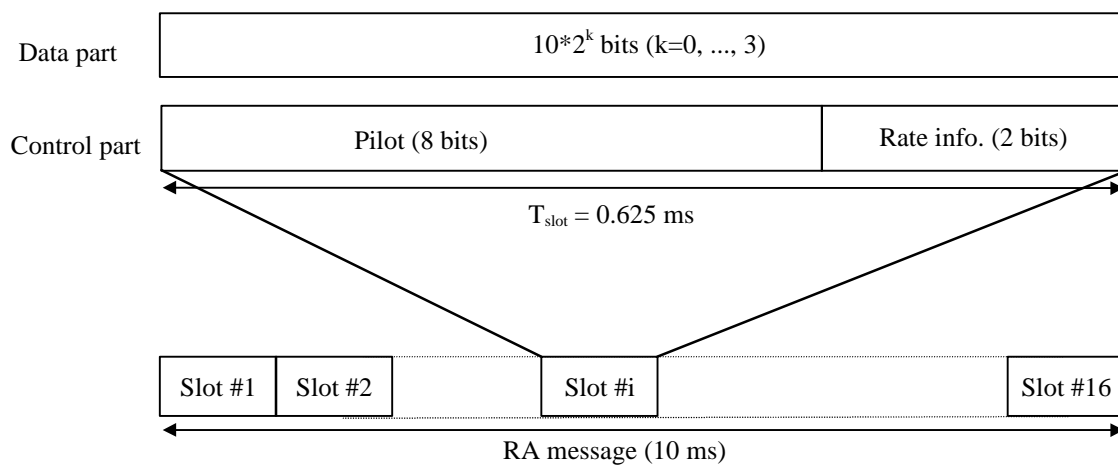 Data part
10*2^k bits (k=0, ..., 3)
Control part
Pilot (8 bits)
Rate info. (2 bits)
T_slot = 0.625 ms
Slot #1
Slot #2
Slot #i
Slot #16
RA message (10 ms)